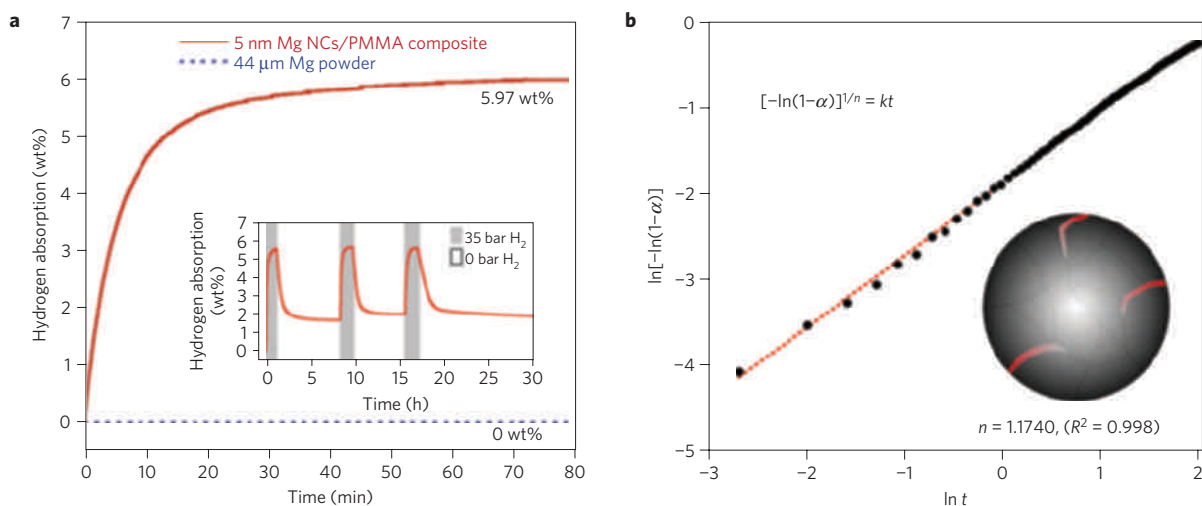 a
7
6
5
4
3
2
1
0
Hydrogen absorption (wt%)
5 nm Mg NCs/PMMA composite
44 μm Mg powder
5.97 wt%
0 wt%
0 10 20 30 40 50 60 70 80
Time (min)
7
6
5
4
3
2
1
0
Hydrogen absorption
(wt%)
35 bar H₂
0 bar H₂
0 5 10 15 20 30
Time (h)
b
0
−1
−2
−3
−4
−5
ln[−ln(1−α)]
[−ln(1−α)]^{1/n} = kt
n = 1.1740, (R² = 0.998)
−3 −2 −1 0 1 2
ln t